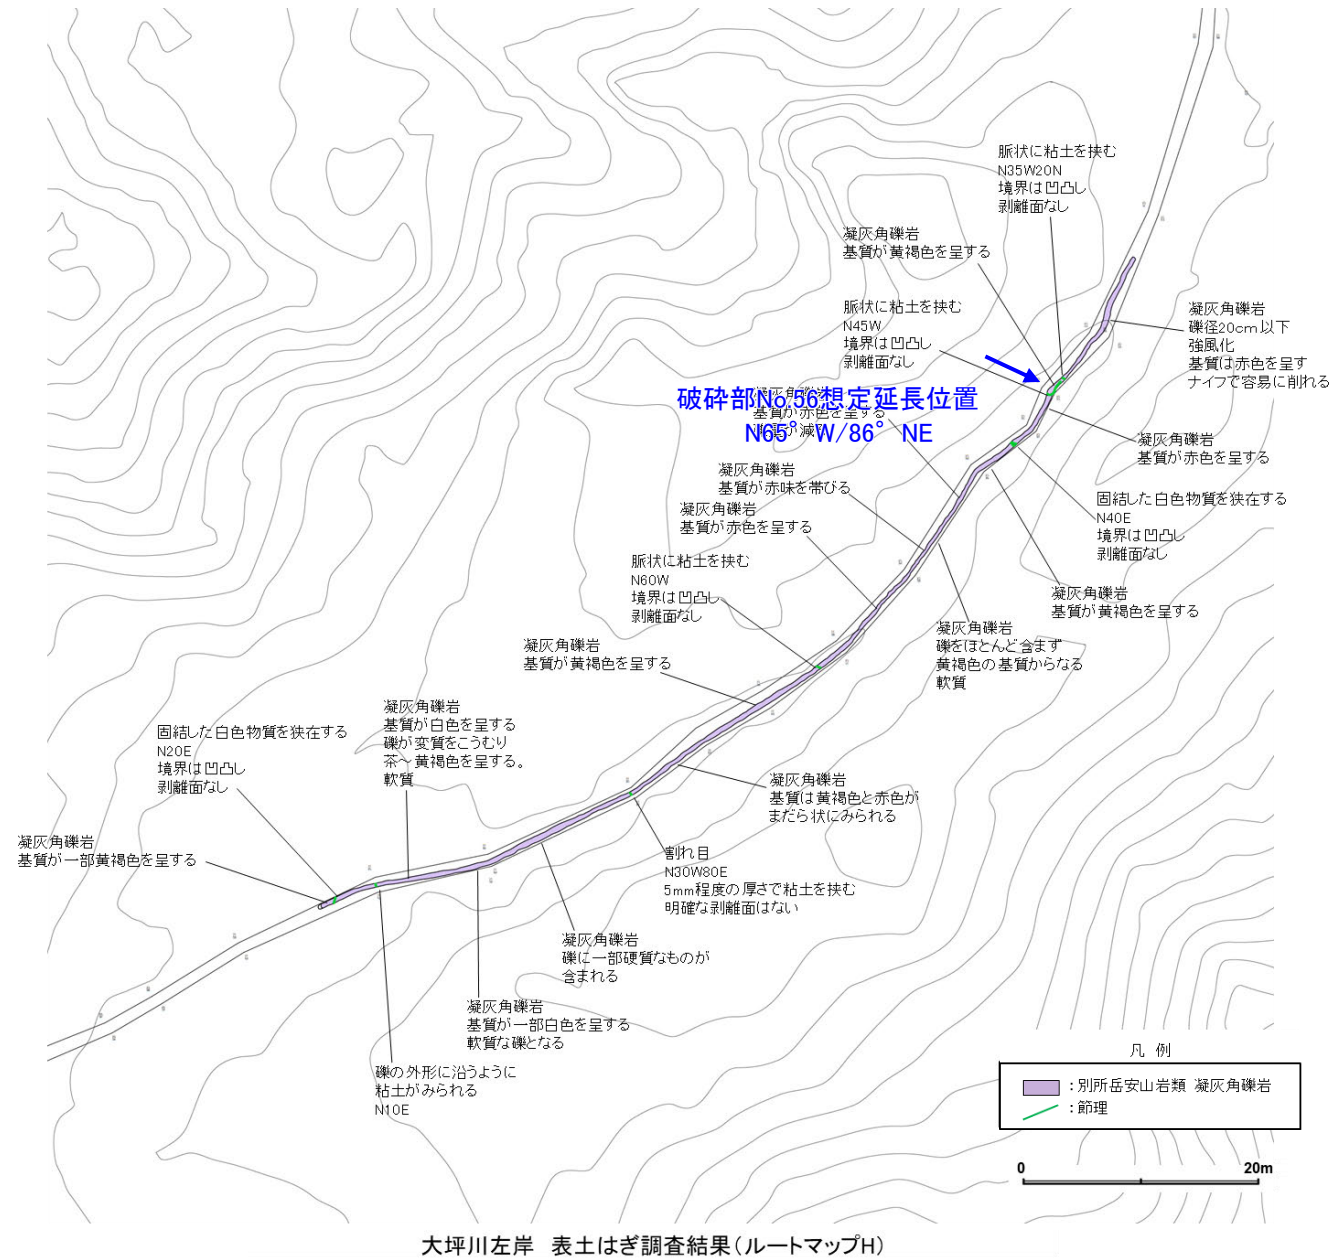 脈状に粘土を挟む
N35W20N
境界は凹凸し
剥離面なし
凝灰角礫岩
基質が黄褐色を呈する
脈状に粘土を挟む
N45W
境界は凹凸し
剥離面なし
凝灰角礫岩
礫径20cm以下
強風化
基質は赤色を呈す
ナイフで容易に削れる
破砕部No.56想定延長位置
N65°W/86°NE
基質が赤色を呈する
凝灰角礫岩
基質が赤色を呈する
凝灰角礫岩
基質が赤味を帯びる
固結した白色物質を狭在する
N40E
境界は凹凸し
剥離面なし
凝灰角礫岩
基質が赤色を呈する
脈状に粘土を挟む
N60W
境界は凹凸し
剥離面なし
凝灰角礫岩
基質が黄褐色を呈する
凝灰角礫岩
礫をほとんど含まず
黄褐色の基質からなる
軟質
凝灰角礫岩
基質が黄褐色を呈する
凝灰角礫岩
基質が白色を呈する
礫が変質をこうむり
茶~黄褐色を呈する。
軟質
固結した白色物質を狭在する
N20E
境界は凹凸し
剥離面なし
凝灰角礫岩
基質は黄褐色と赤色が
まだら状にみられる
凝灰角礫岩
基質が一部黄褐色を呈する
割れ目
N30W80E
5mm程度の厚さで粘土を挟む
明確な剥離面はない
凝灰角礫岩
礫に一部硬質なものが
含まれる
凝灰角礫岩
基質が一部白色を呈する
軟質な礫となる
礫の外形に沿うように
粘土がみられる
N10E
凡 例
:別所岳安山岩類 凝灰角礫岩
:節理
0 20m
大坪川左岸 表土はぎ調査結果(ルートマップH)